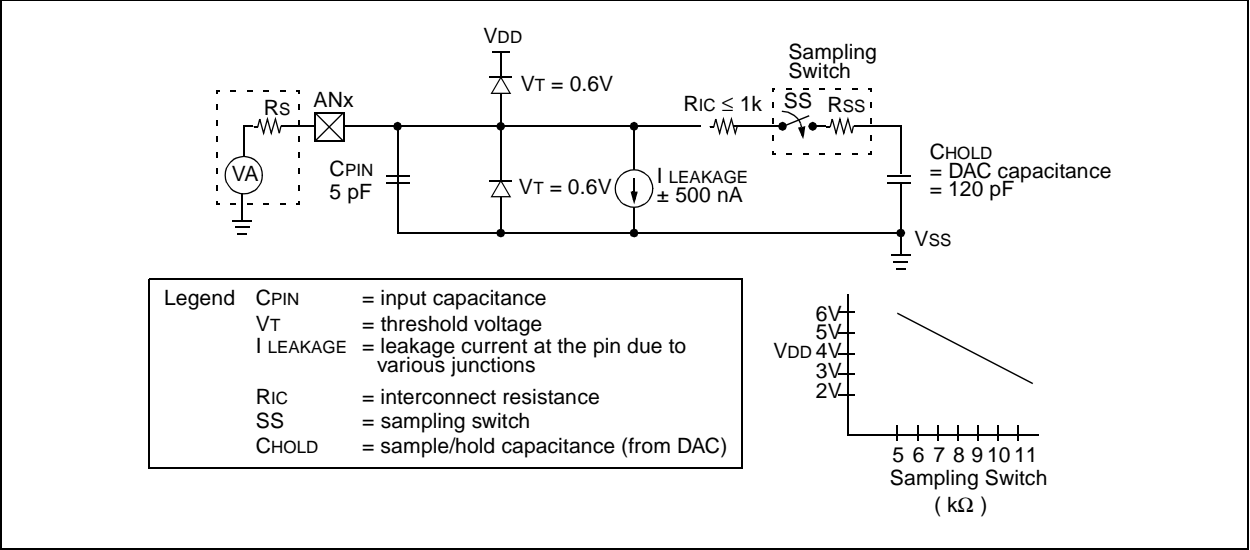 VDD
VT = 0.6V
Sampling
Switch
RS
ANx
RIC ≤ 1k
SS
RSS
VA
CPIN
5 pF
VT = 0.6V
I LEAKAGE
± 500 nA
CHOLD
= DAC capacitance
= 120 pF
VSS
Legend CPIN = input capacitance
VT = threshold voltage
I LEAKAGE = leakage current at the pin due to
various junctions
RIC = interconnect resistance
SS = sampling switch
CHOLD = sample/hold capacitance (from DAC)
6V
5V
VDD 4V
3V
2V
5 6 7 8 9 10 11
Sampling Switch
( kΩ )